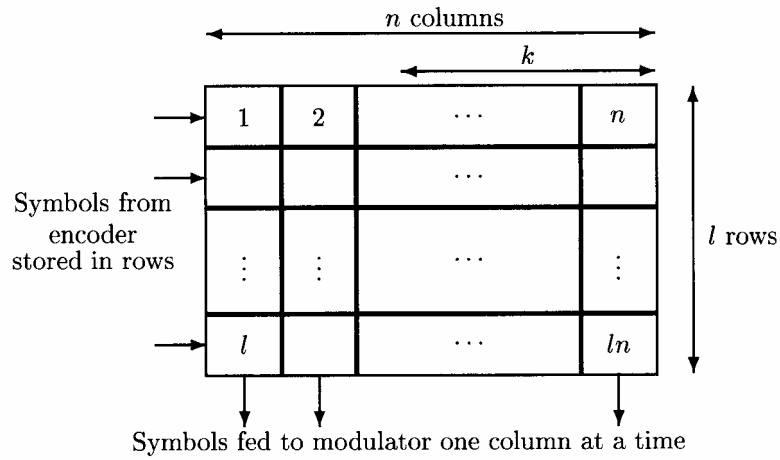 n columns
k
1 2 ⋯ n
⋯
Symbols from
encoder
stored in rows
l rows
⋮ ⋮ ⋯ ⋮
l ⋯ ln
Symbols fed to modulator one column at a time